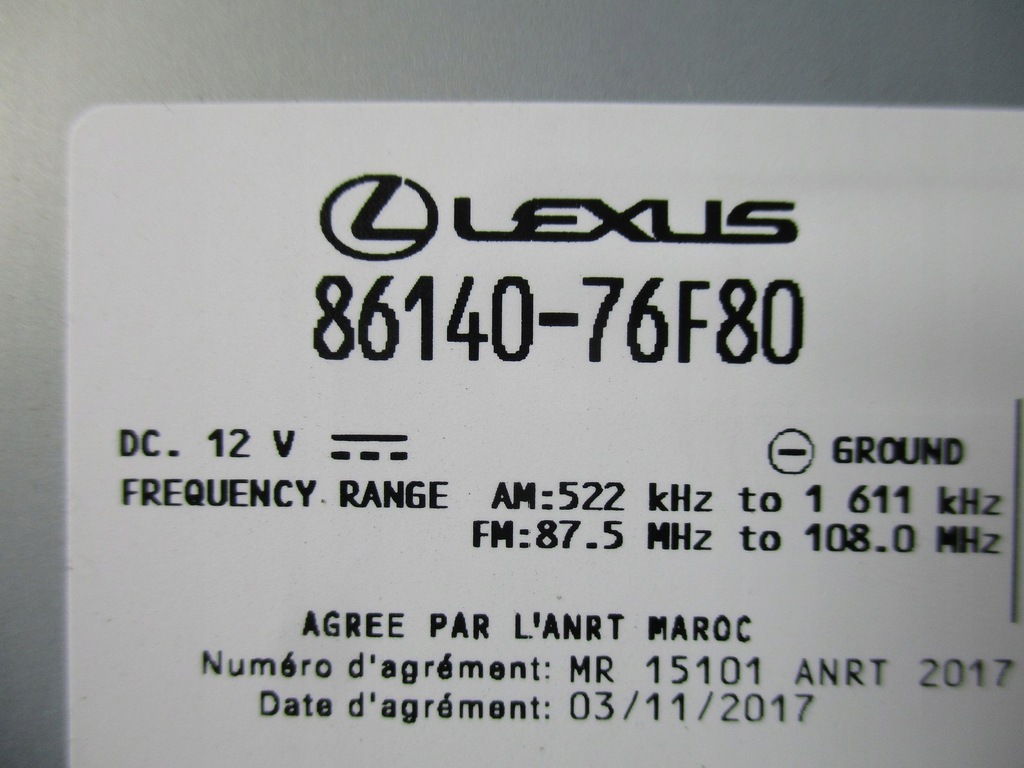 LEXUS
86140-76F80
DC. 12 V
GROUND
FREQUENCY RANGE AM:522 kHz to 1 611 kHz
FM:87.5 MHz to 108.0 MHz
AGREE PAR L'ANRT MAROC
Numéro d'agrément: MR 15101 ANRT 2017
Date d'agrément: 03/11/2017